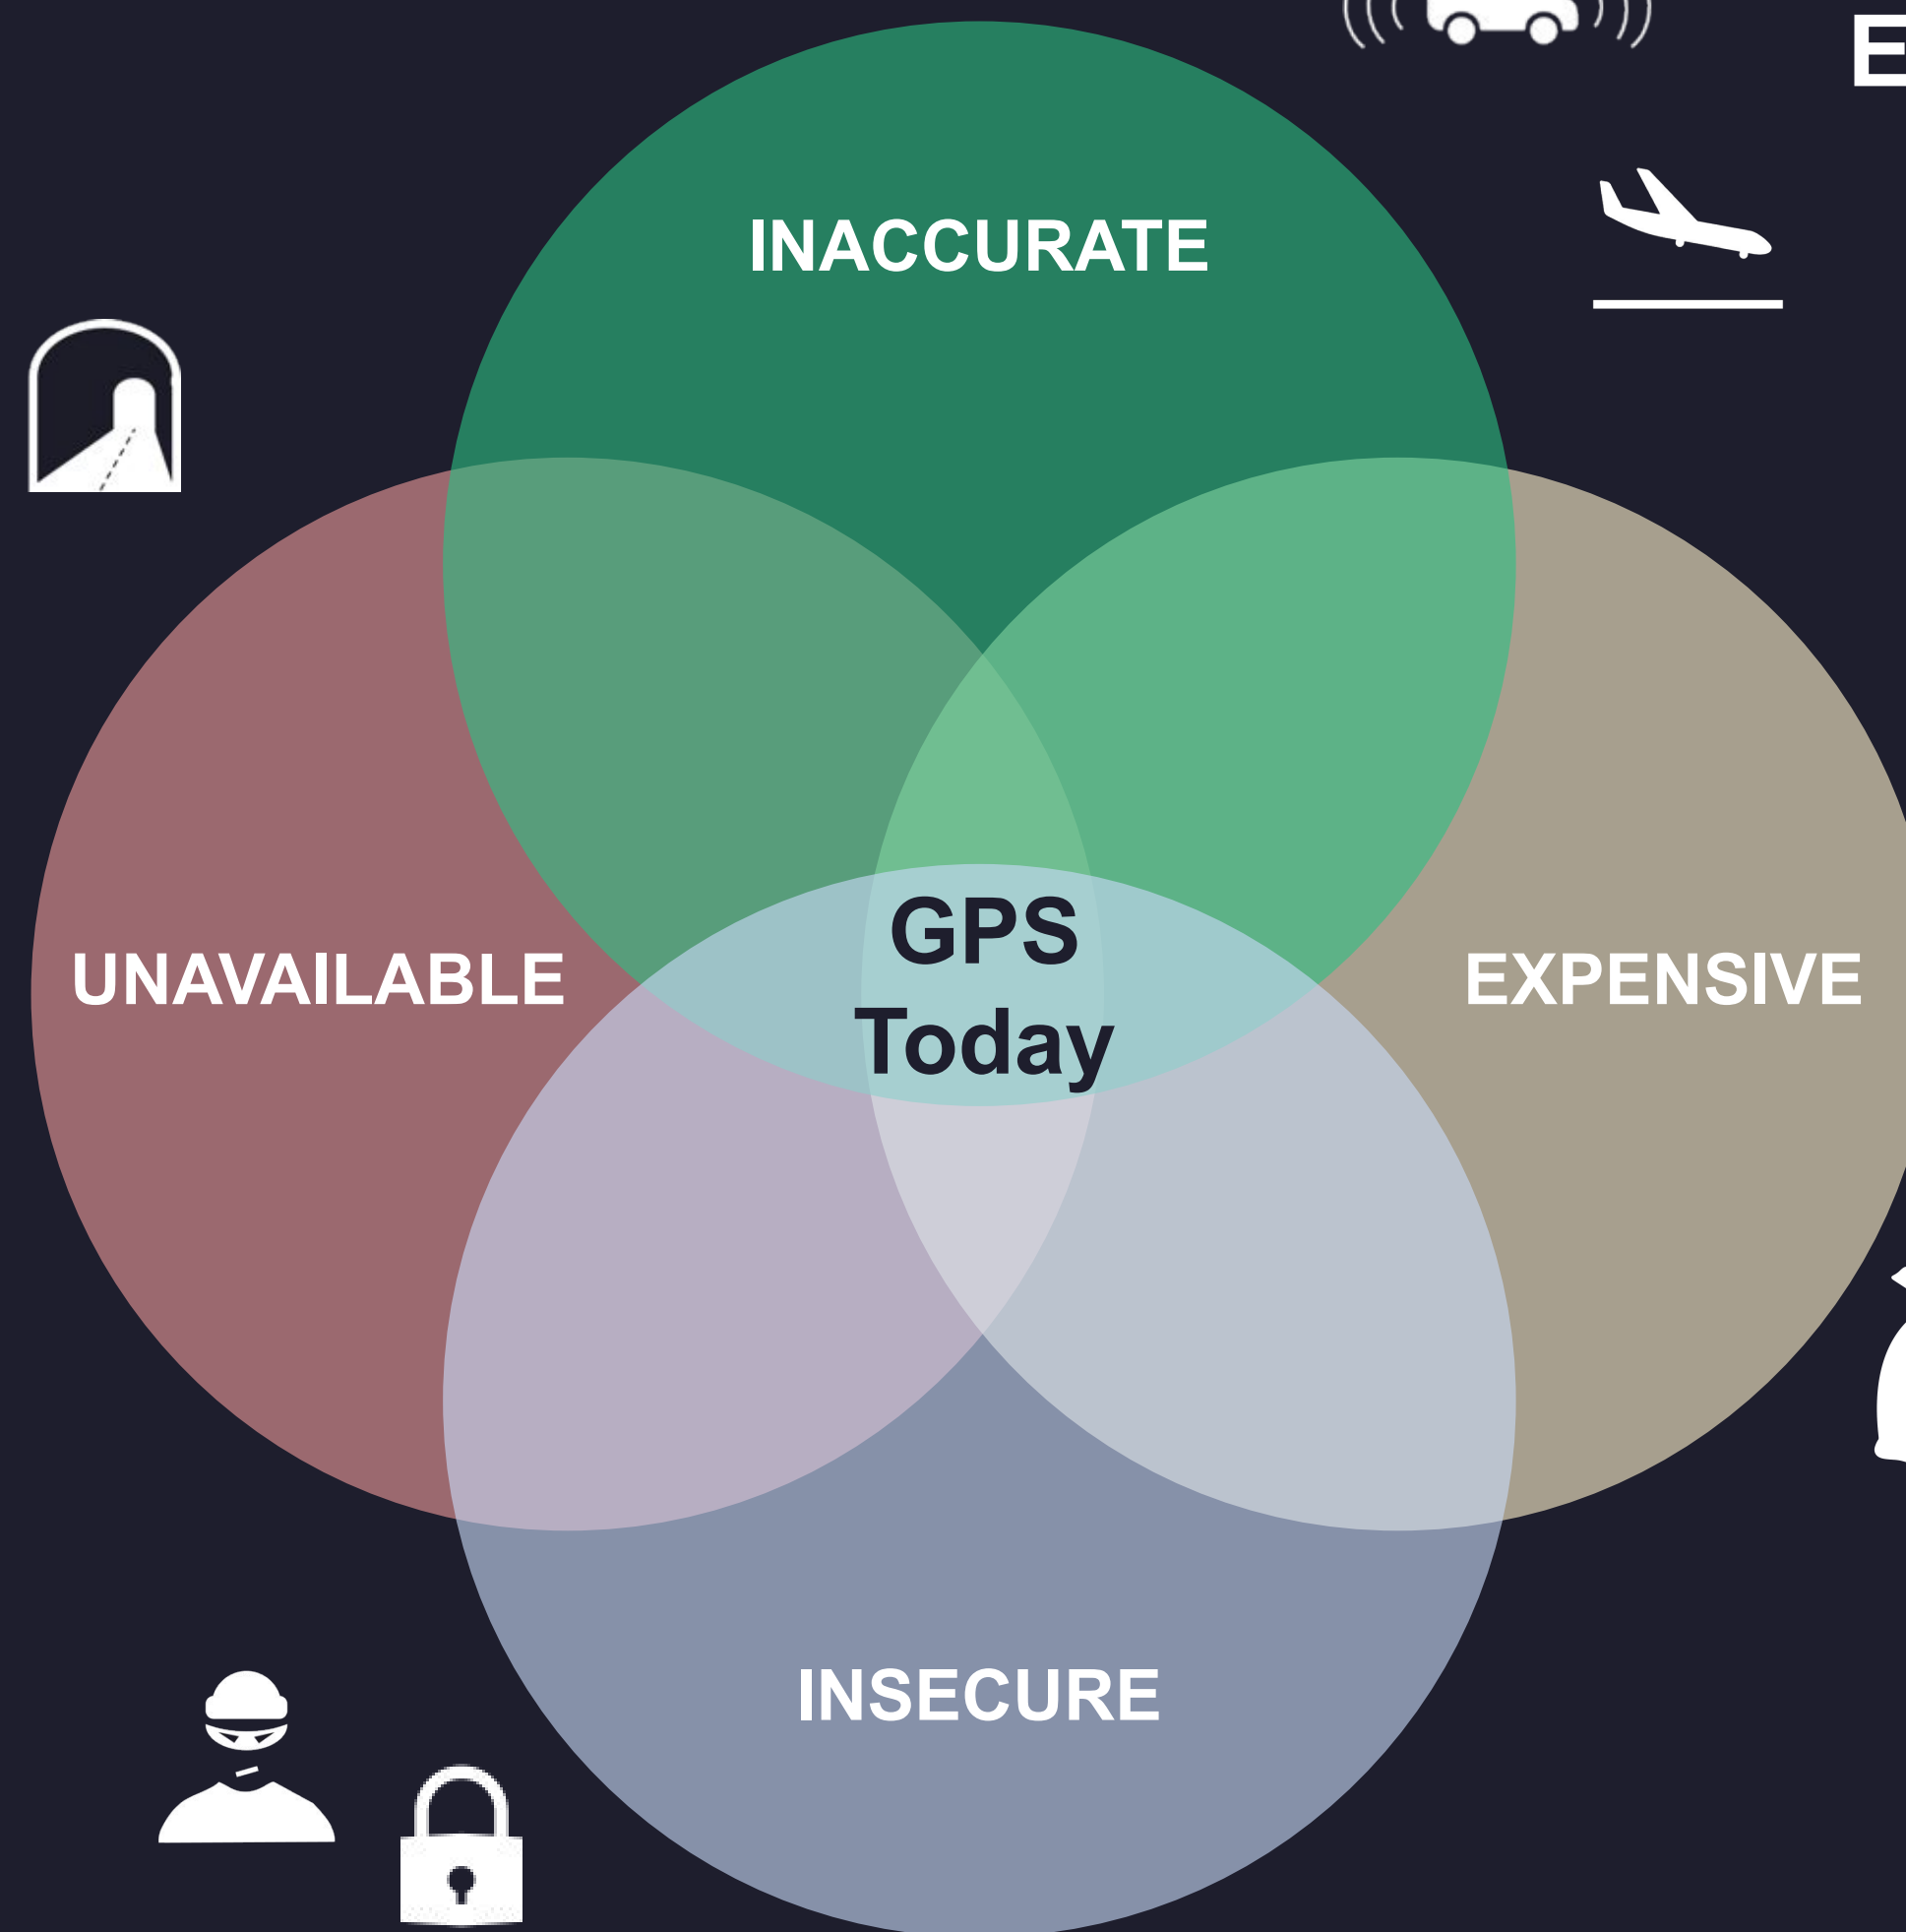 E
INACCURATE
GPS
Today
UNAVAILABLE
EXPENSIVE
INSECURE